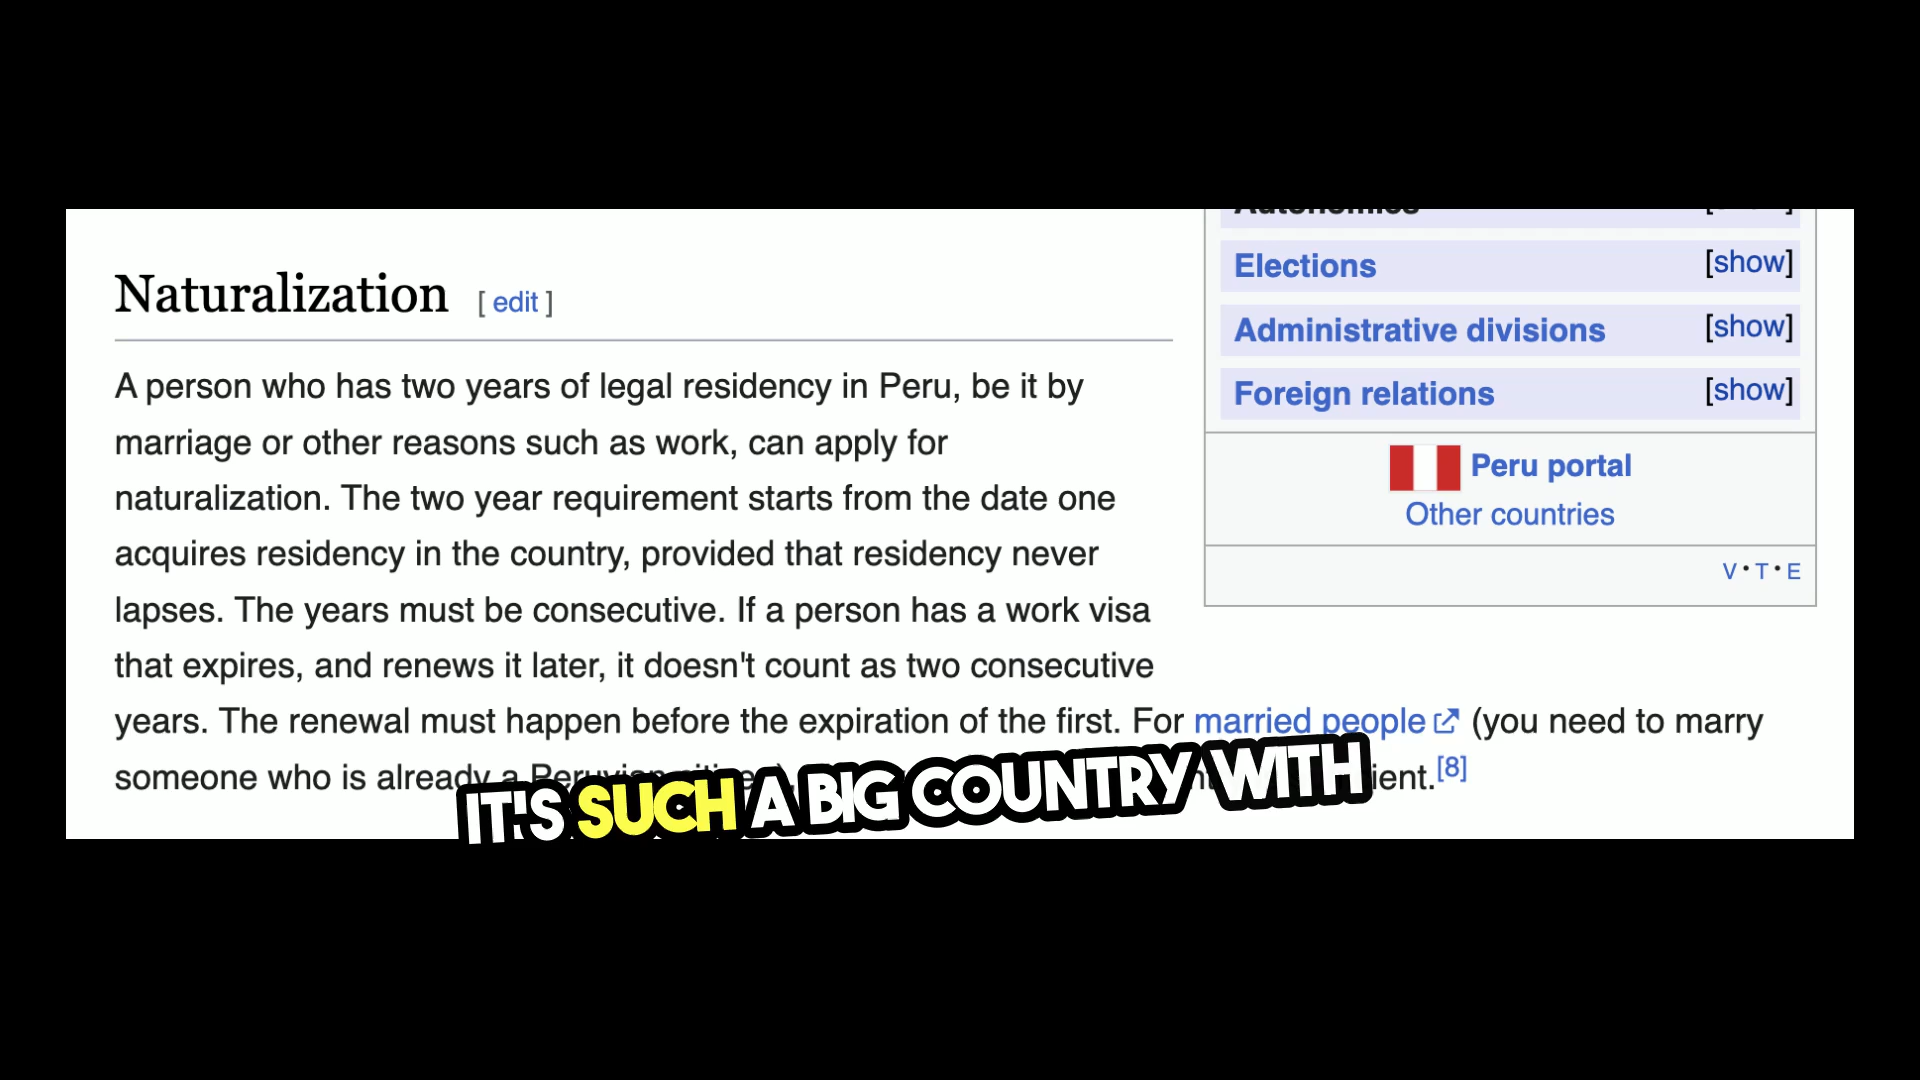 Naturalization [ edit ]
A person who has two years of legal residency in Peru, be it by
marriage or other reasons such as work, can apply for
naturalization. The two year requirement starts from the date one
acquires residency in the country, provided that residency never
lapses. The years must be consecutive. If a person has a work visa
that expires, and renews it later, it doesn't count as two consecutive
years. The renewal must happen before the expiration of the first. For married people (you need to marry
someone who is already a Peruvian [8]
IT'S SUCH A BIG COUNTRY WITH
Elections [show]
Administrative divisions [show]
Foreign relations [show]
Peru portal
Other countries
V • T • E